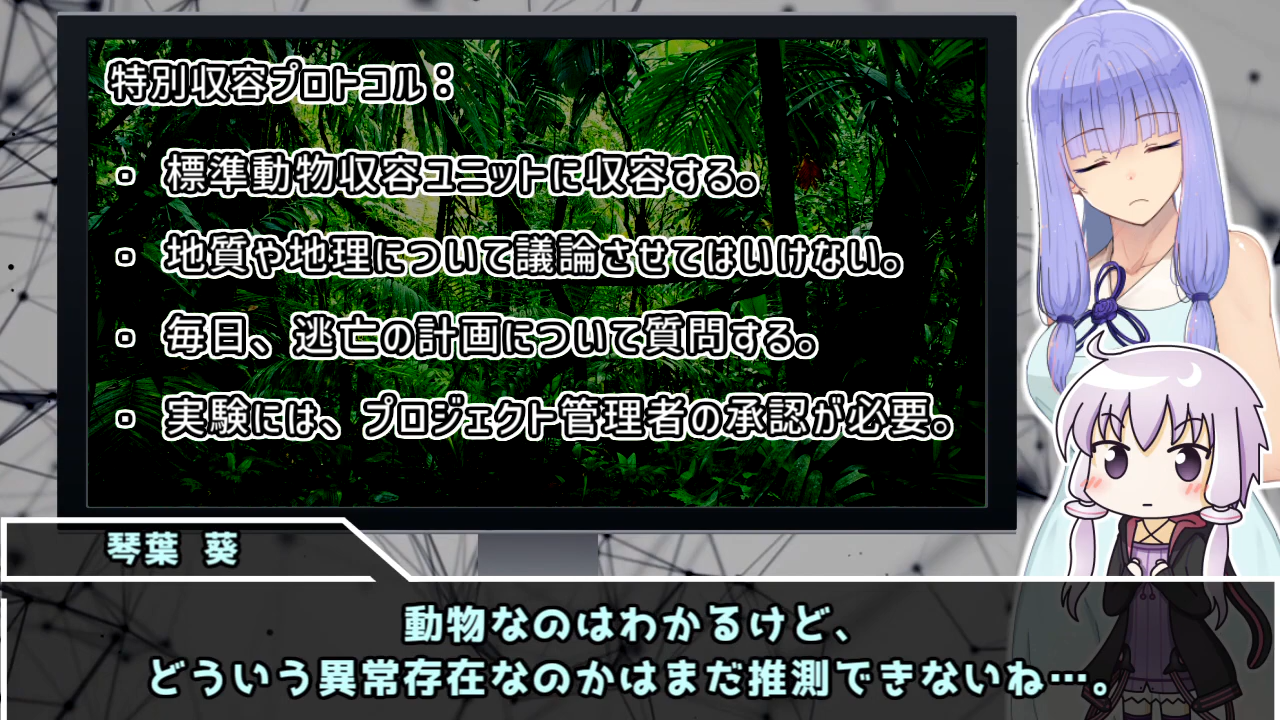 特別収容プロトコル：
・ 標準動物収容ユニットに収容する。
・ 地質や地理について議論させてはいけない。
・ 毎日、逃亡の計画について質問する。
・ 実験には、プロジェクト管理者の承認が必要。
琴葉 葵
動物なのはわかるけど、
どういう異常存在なのかはまだ推測できないね…。